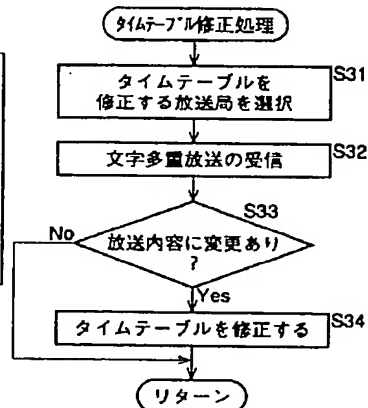 タイムテーブル修正処理
S31
タイムテーブルを
修正する放送局を選択
S32
文字多重放送の受信
S33
No
放送内容に変更あり
?
Yes
S34
タイムテーブルを修正する
リターン